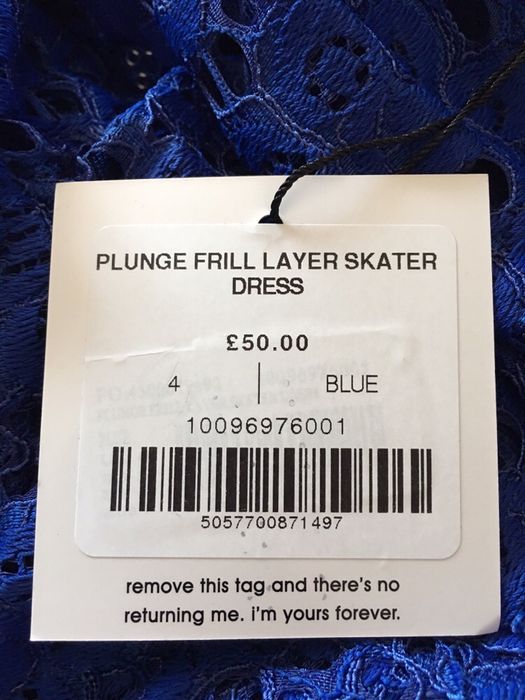 PLUNGE FRILL LAYER SKATER
DRESS
£50.00
4 | BLUE
10096976001
5057700871497
remove this tag and there's no
returning me. i'm yours forever.